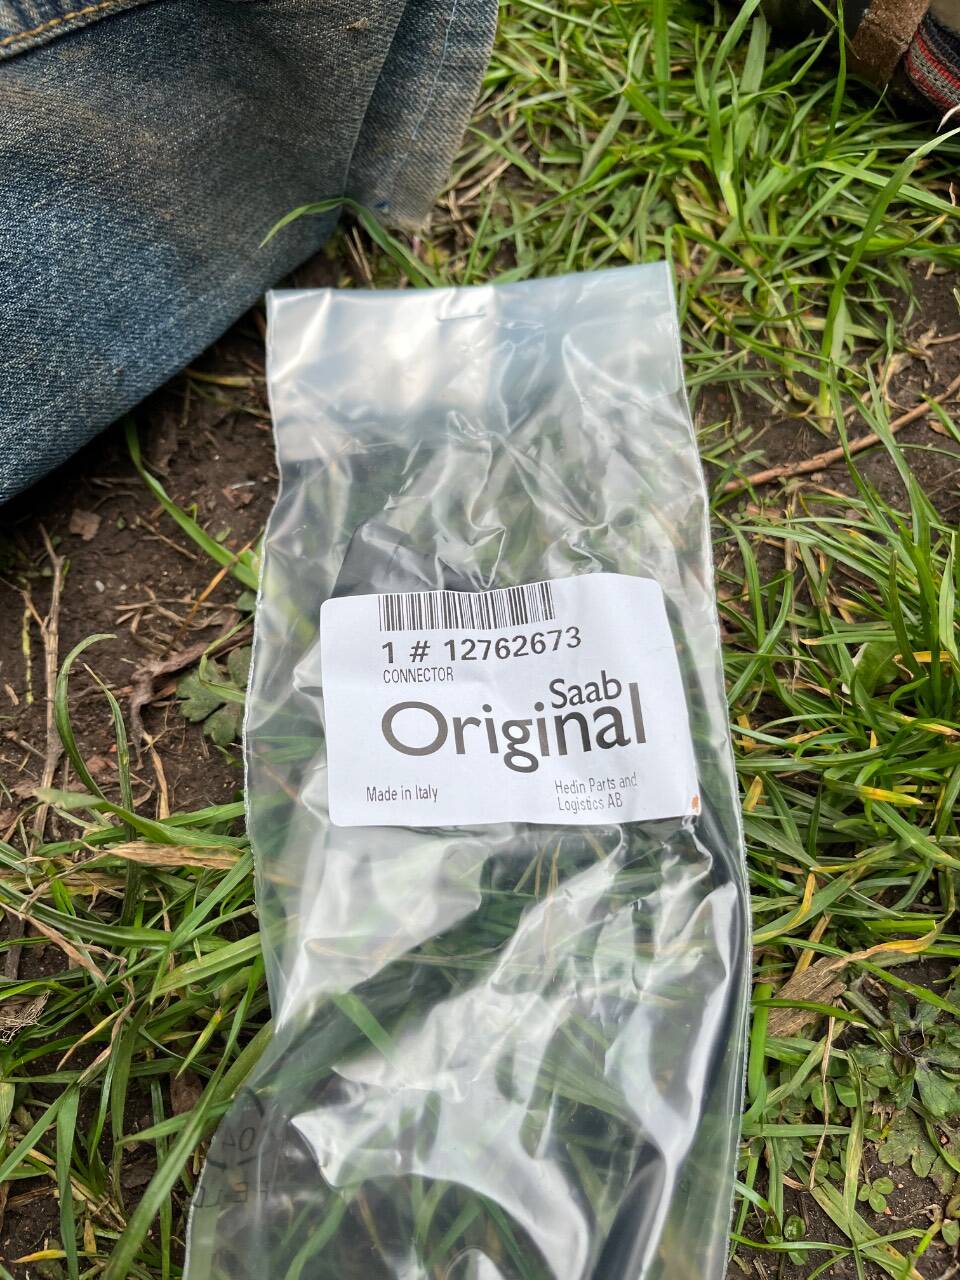 1 # 12762673
CONNECTOR
Saab
Original
Made in Italy
Hedin Parts and
Logistics AB